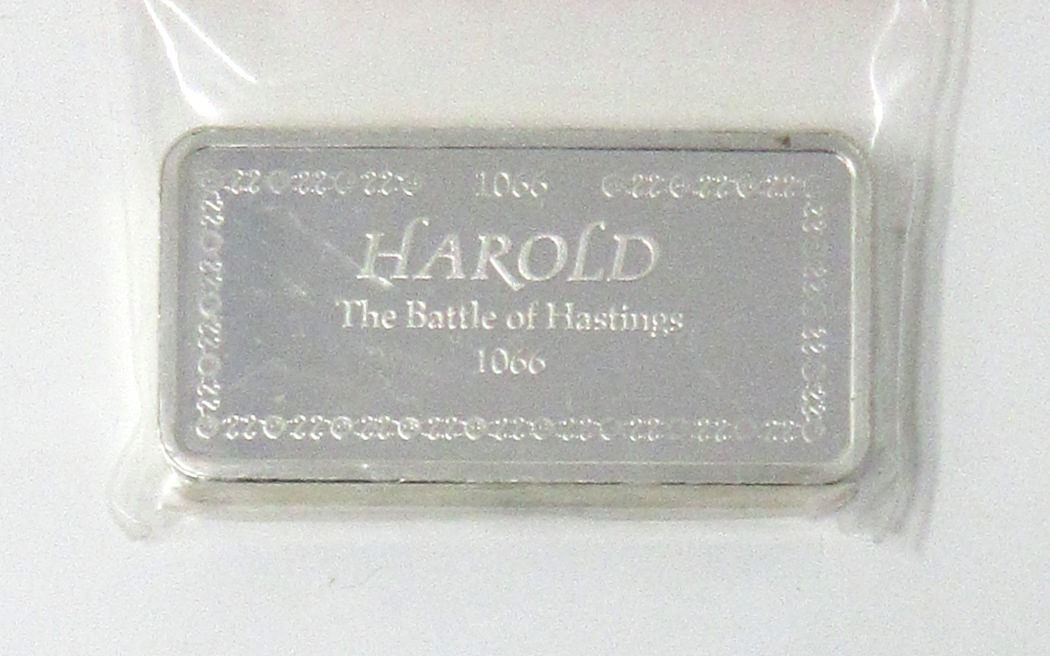 1066
HAROLD
The Battle of Hastings
1066